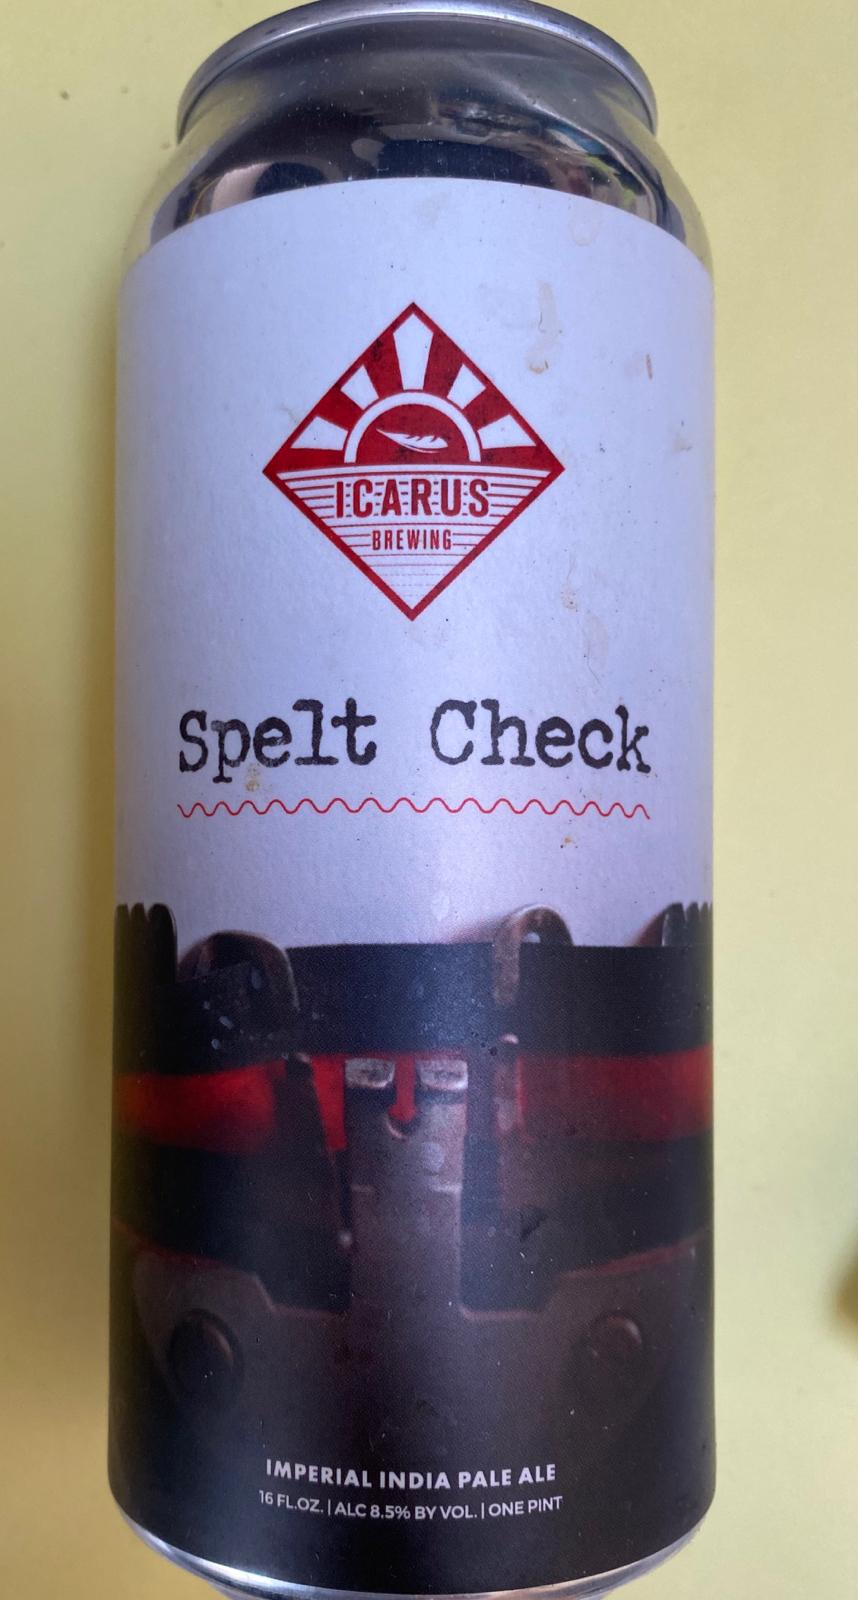 ICARUS
BREWING
Spelt Check
IMPERIAL INDIA PALE ALE
16 FL.OZ. | ALC 8.5% BY VOL. | ONE PINT